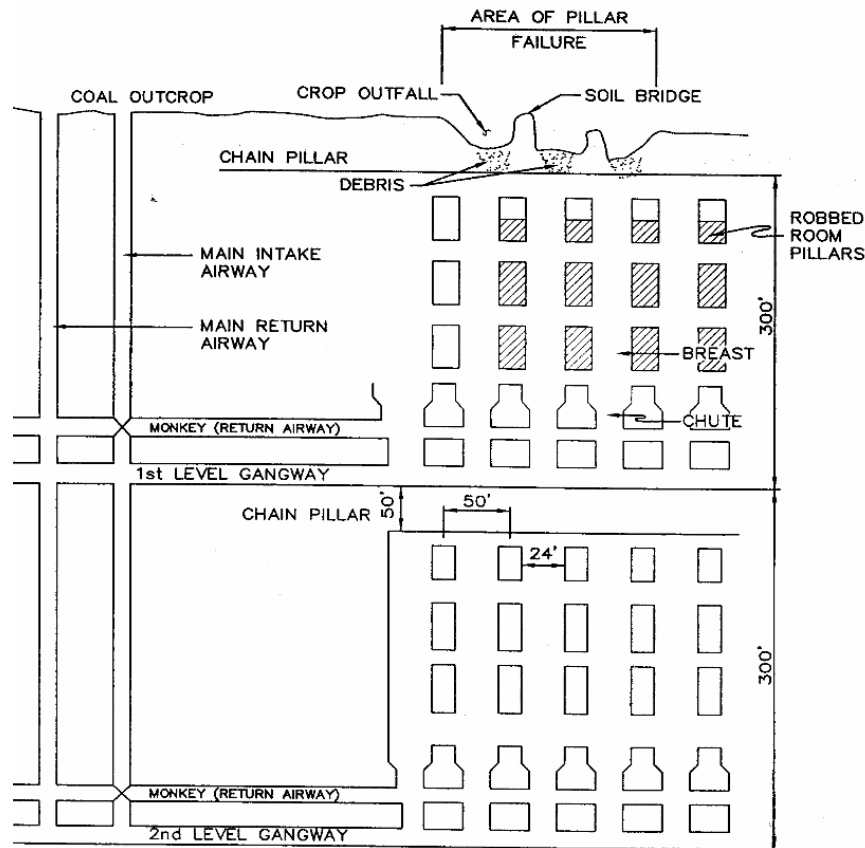 AREA OF PILLAR
FAILURE
COAL OUTCROP
CROP OUTFALL
SOIL BRIDGE
CHAIN PILLAR
DEBRIS
ROBBED
ROOM
PILLARS
MAIN INTAKE
AIRWAY
MAIN RETURN
AIRWAY
300'
BREAST
CHUTE
MONKEY (RETURN AIRWAY)
1st LEVEL GANGWAY
CHAIN PILLAR
50'
50'
24'
300'
MONKEY (RETURN AIRWAY)
2nd LEVEL GANGWAY